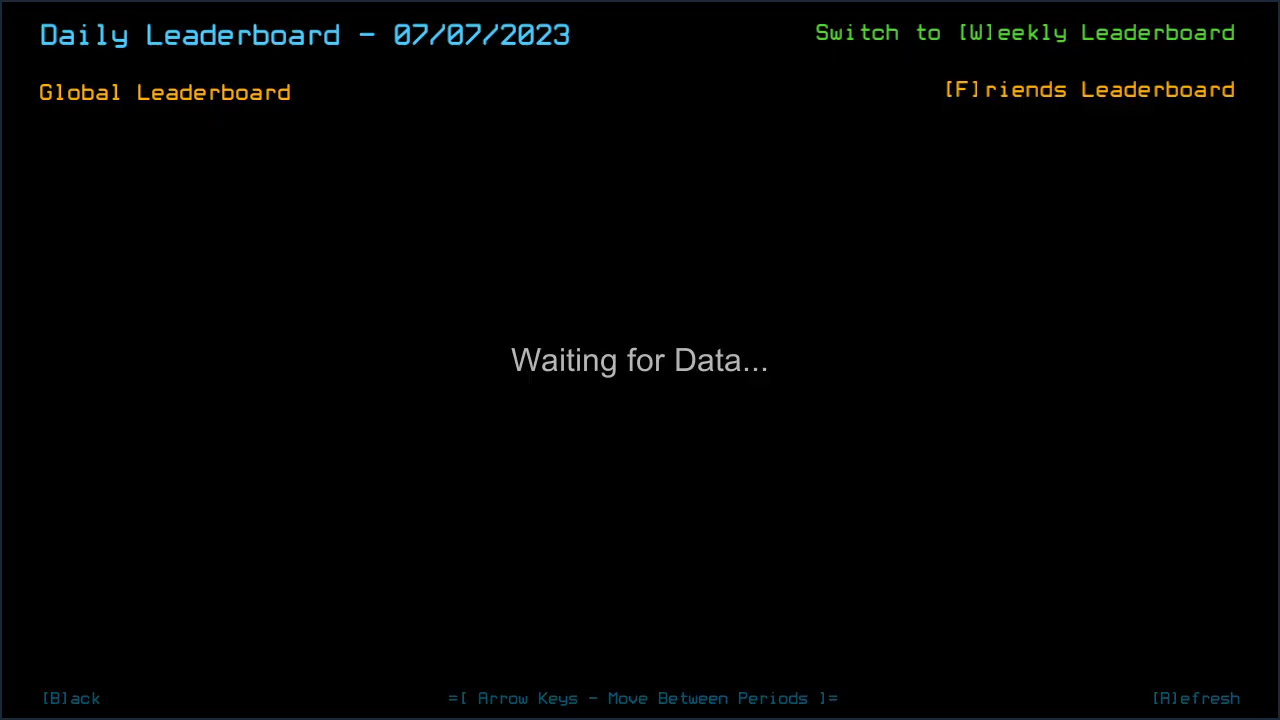 Daily Leaderboard - 07/07/2023
Switch to [W]eekly Leaderboard
Global Leaderboard
[F]riends Leaderboard
Waiting for Data...
[B]ack
=[ Arrow Keys - Move Between Periods ]=
[R]efresh